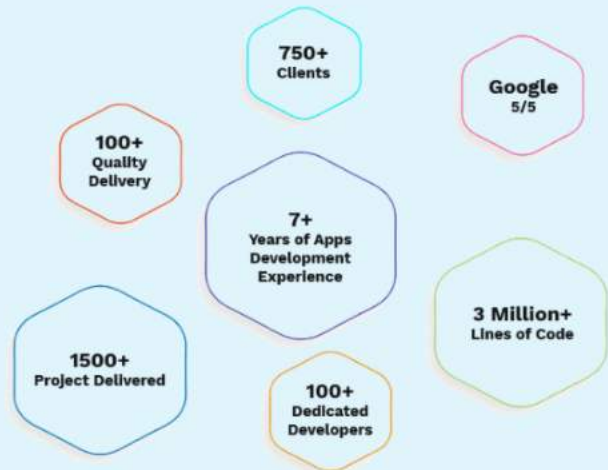 750+
Clients
Google
5/5
100+
Quality
Delivery
7+
Years of Apps
Development
Experience
3 Million+
Lines of Code
1500+
Project Delivered
100+
Dedicated
Developers